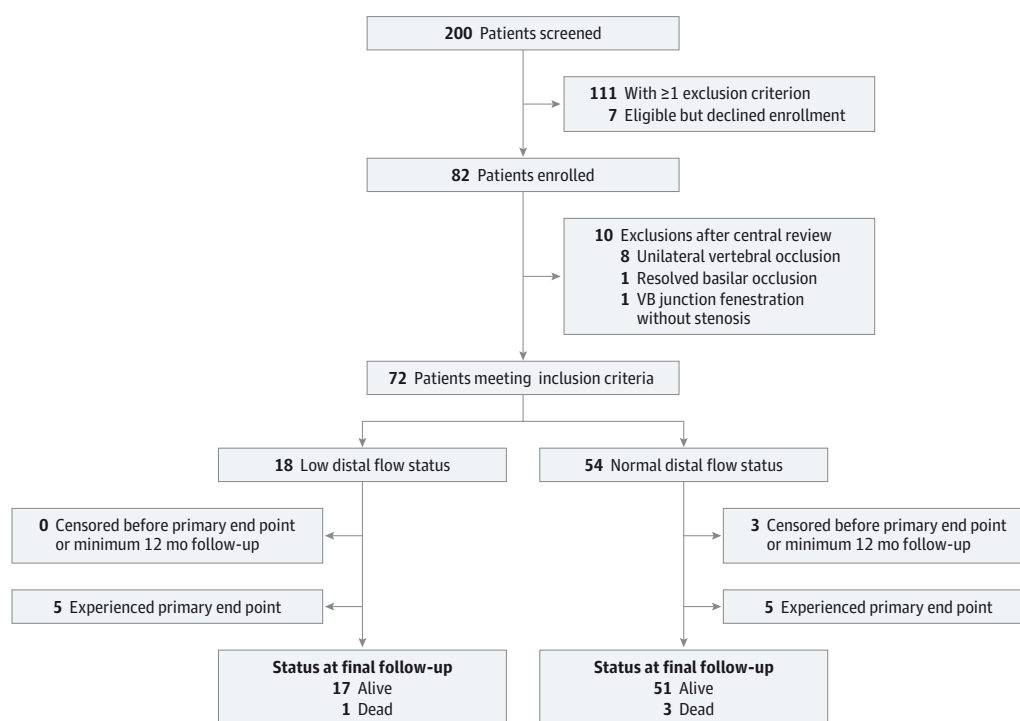 200 Patients screened
111 With ≥1 exclusion criterion
7 Eligible but declined enrollment
82 Patients enrolled
10 Exclusions after central review
8 Unilateral vertebral occlusion
1 Resolved basilar occlusion
1 VB junction fenestration
without stenosis
72 Patients meeting inclusion criteria
18 Low distal flow status
54 Normal distal flow status
0 Censored before primary end point
or minimum 12 mo follow-up
3 Censored before primary end point
or minimum 12 mo follow-up
5 Experienced primary end point
5 Experienced primary end point
Status at final follow-up
17 Alive
1 Dead
Status at final follow-up
51 Alive
3 Dead